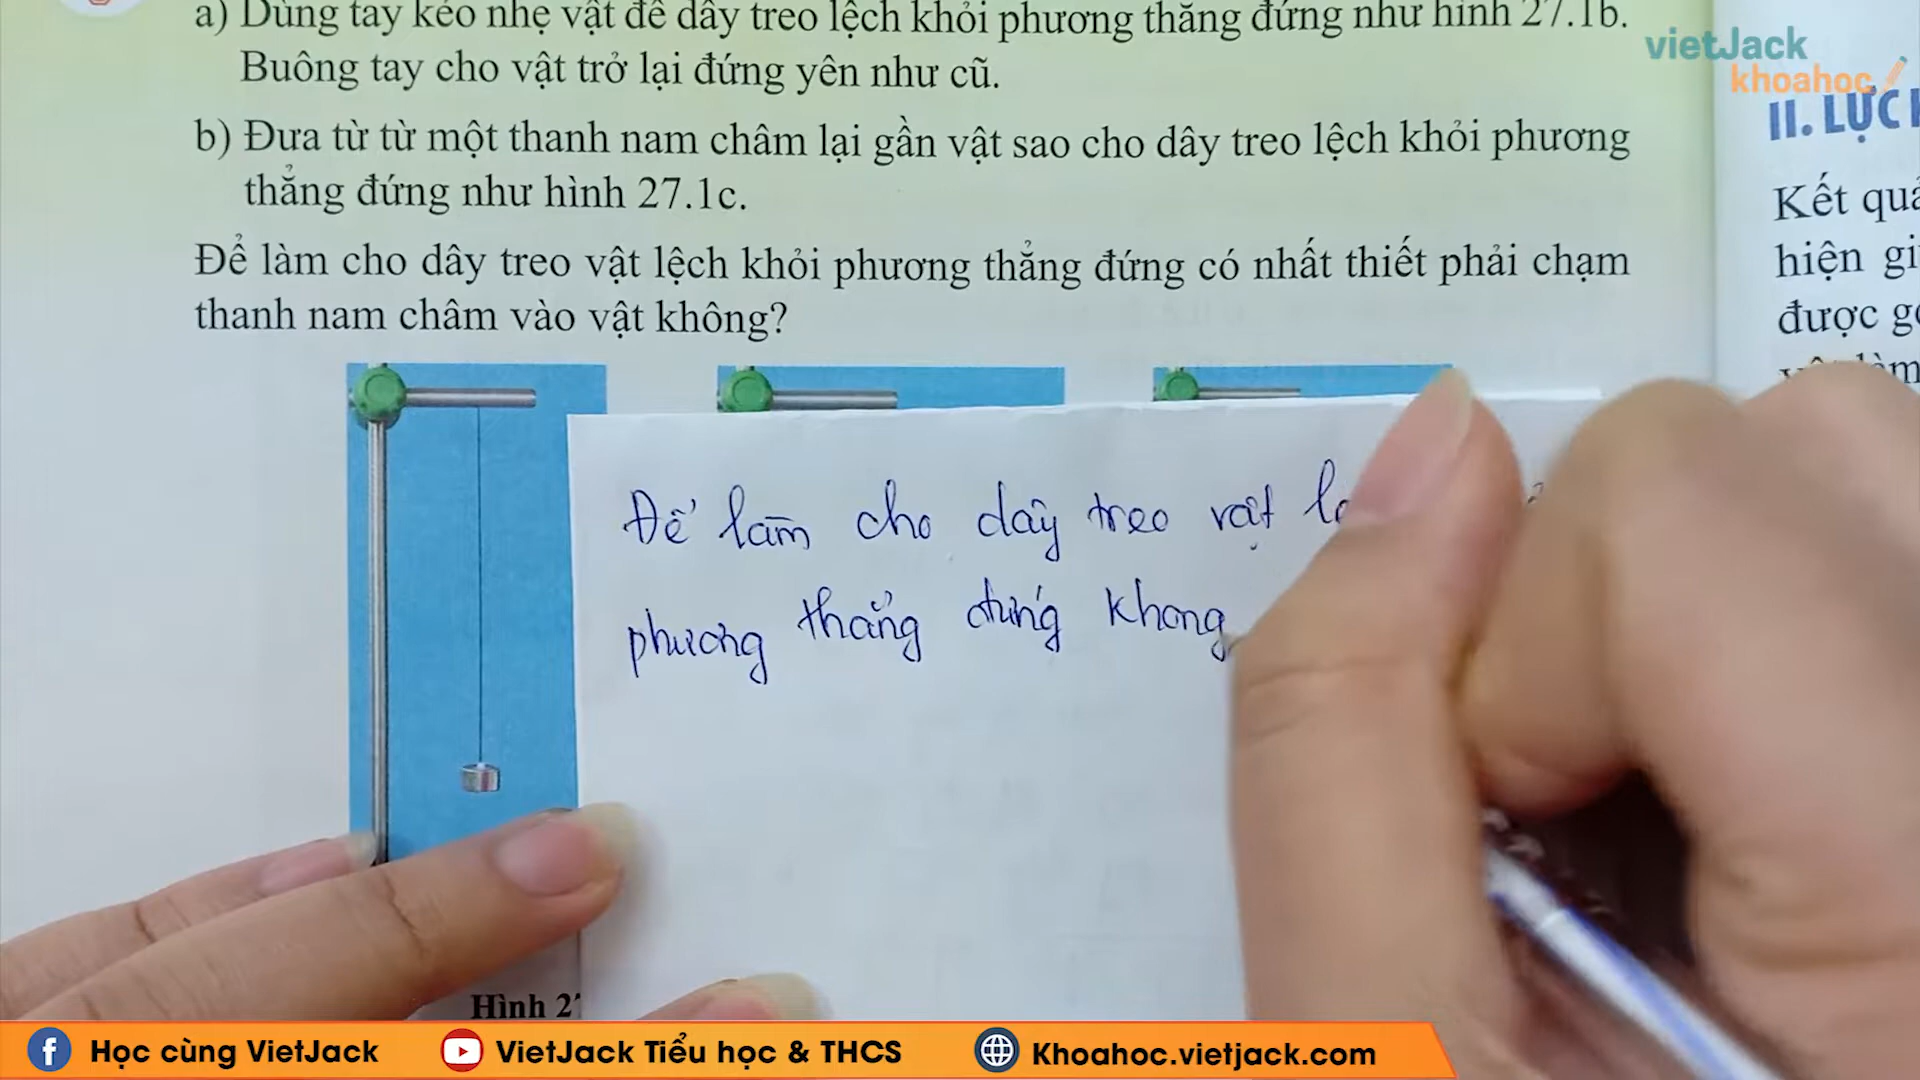 a) Dùng tay kéo nhẹ vật để dây treo lệch khỏi phương thẳng đứng như hình 27.1b.
Buông tay cho vật trở lại đứng yên như cũ.
b) Đưa từ từ một thanh nam châm lại gần vật sao cho dây treo lệch khỏi phương
thẳng đứng như hình 27.1c.
Để làm cho dây treo vật lệch khỏi phương thẳng đứng có nhất thiết phải chạm
thanh nam châm vào vật không?
vietJack
khoahoc
II. LỰC
Kết quả
hiện
được
Để làm cho dây treo vật
phương thẳng đứng không
Hình 27
Học cùng VietJack
VietJack Tiểu học & THCS
Khoahoc.vietjack.com